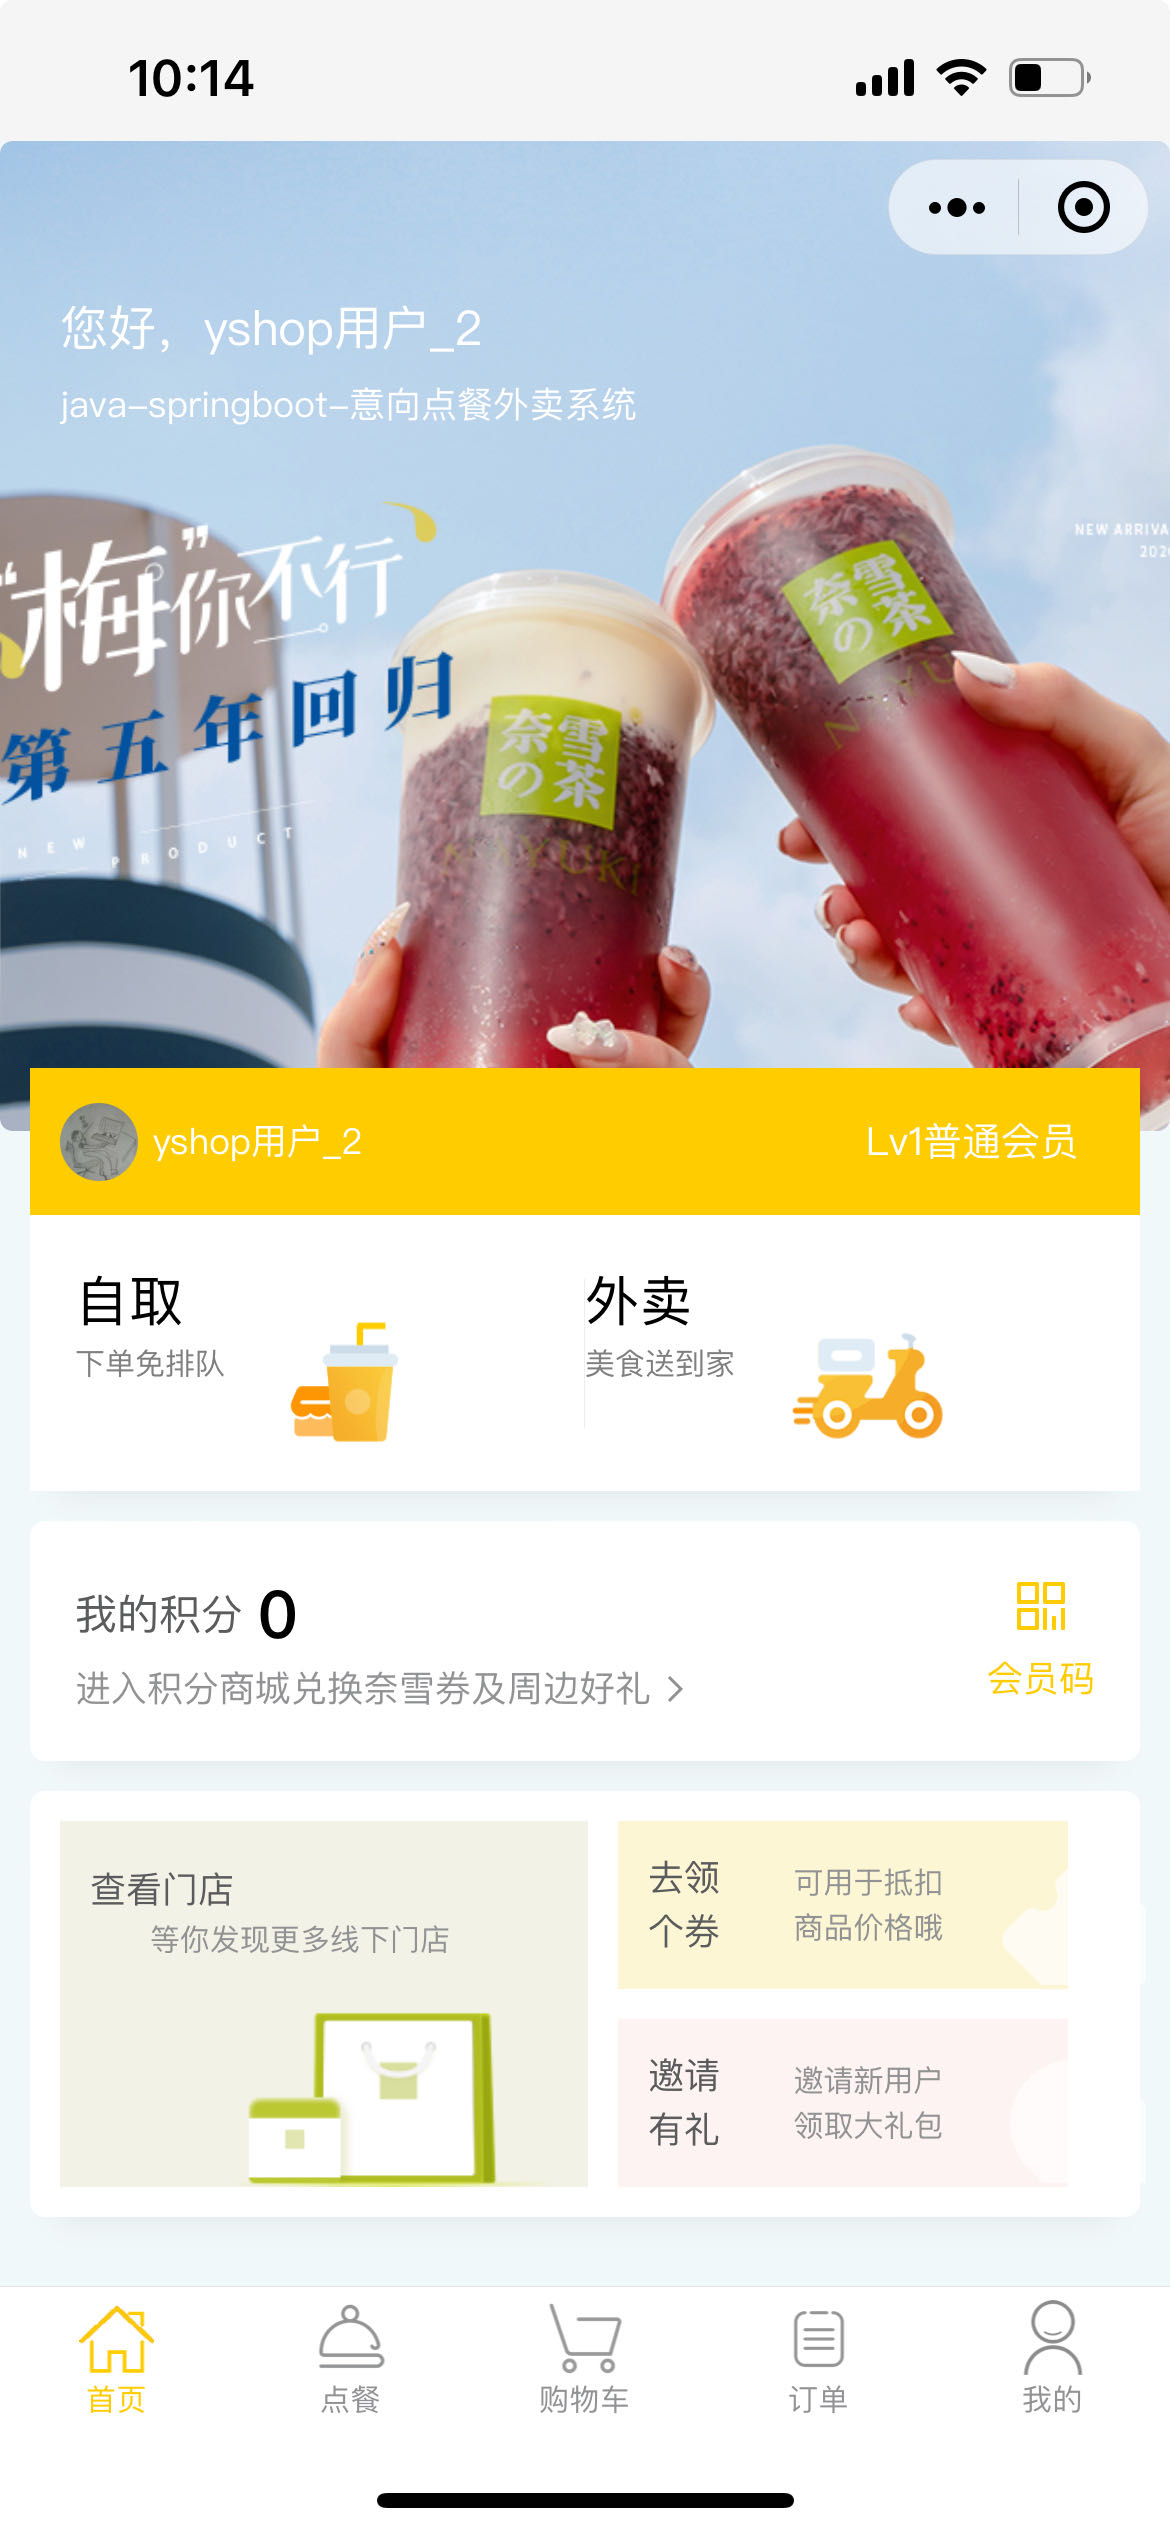 10:14
您好，yshop用户_2
java-springboot-意向点餐外卖系统
NEW ARRIVA
202
“梅你不行”
第五年回归
NEW PRODUCT
奈雪の茶
NAYUKI
奈雪の茶
NAYU
yshop用户_2
Lv1普通会员
自取
下单免排队
外卖
美食送到家
我的积分 0
进入积分商城兑换奈雪券及周边好礼 >
会员码
查看门店
等你发现更多线下门店
去领
个券
可用于抵扣
商品价格哦
邀请
有礼
邀请新用户
领取大礼包
首页
点餐
购物车
订单
我的